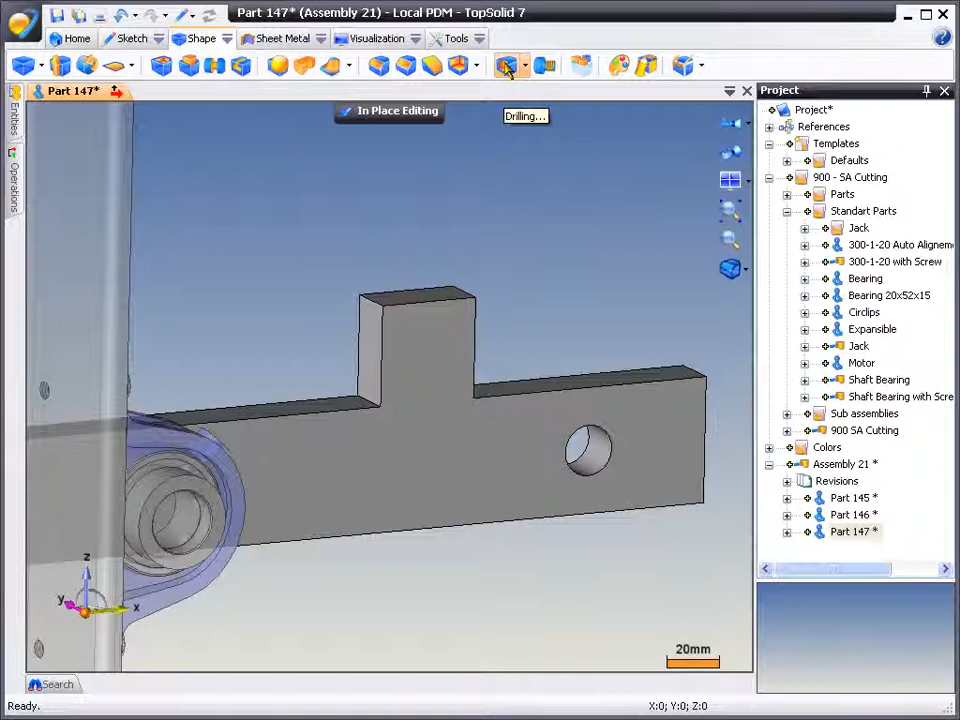 Part 147* (Assembly 21) - Local PDM - TopSolid 7
Home
Sketch
Shape
Sheet Metal
Visualization
Tools
Part 147*
In Place Editing
Drilling...
Entities
Operations
Project
Project*
References
Templates
Defaults
900 - SA Cutting
Parts
Standart Parts
Jack
300-1-20 Auto Alignem
300-1-20 with Screw
Bearing
Bearing 20x52x15
Circlips
Expansible
Jack
Motor
Shaft Bearing
Shaft Bearing with Scre
Sub assemblies
900 SA Cutting
Colors
Assembly 21 *
Revisions
Part 145 *
Part 146 *
Part 147 *
z
y
x
20mm
Search
Ready.
X:0; Y:0; Z:0